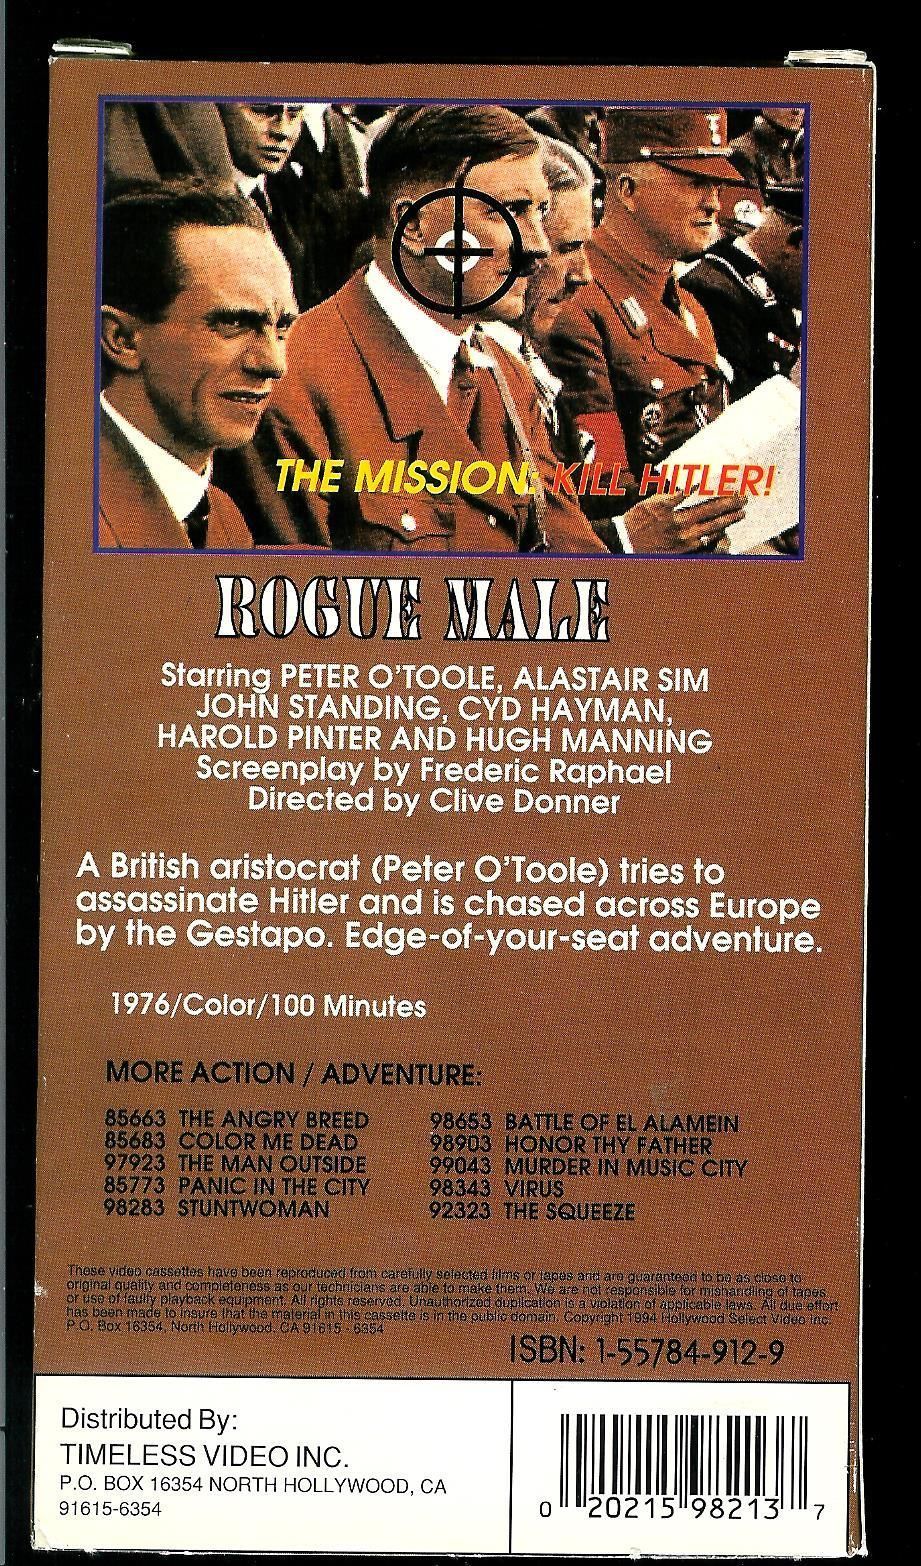 THE MISSION: KILL HITLER!
ROGUE MALE
Starring PETER O'TOOLE, ALASTAIR SIM
JOHN STANDING, CYD HAYMAN,
HAROLD PINTER AND HUGH MANNING
Screenplay by Frederic Raphael
Directed by Clive Donner
A British aristocrat (Peter O'Toole) tries to
assassinate Hitler and is chased across Europe
by the Gestapo. Edge-of-your-seat adventure.
1976/Color/100 Minutes
MORE ACTION / ADVENTURE:
85663 THE ANGRY BREED
85683 COLOR ME DEAD
97923 THE MAN OUTSIDE
85773 PANIC IN THE CITY
98283 STUNTWOMAN
98653 BATTLE OF EL ALAMEIN
98903 HONOR THY FATHER
99043 MURDER IN MUSIC CITY
98343 VIRUS
92323 THE SQUEEZE
These video cassettes have been reproduced from carefully selected films or tapes and are guaranteed to be as close to
original quality and completeness as our technicians are able to make them. We are not responsible for mishandling of tapes
or use of faulty playback equipment. All rights reserved. Unauthorized duplication is a violation of applicable laws. All due effort
has been made to insure that the material in this cassette is in the public domain. Copyright 1994 Hollywood Select Video Inc.
P.O. Box 16354, North Hollywood, CA 91615 - 6354
ISBN: 1-55784-912-9
Distributed By:
TIMELESS VIDEO INC.
P.O. BOX 16354 NORTH HOLLYWOOD, CA
91615-6354
0 20215 98213 7